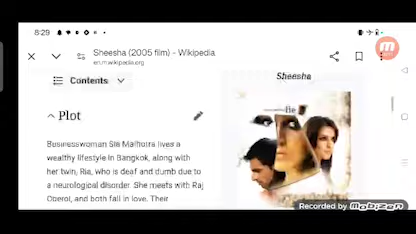 8:29
Sheesha (2005 film) – Wikipedia
en.m.wikipedia.org
Contents
Sheesha
Plot
Businesswoman Sia Malhotra lives a
wealthy lifestyle in Bangkok, along with
her twin, Ria, who is deaf and dumb due to
a neurological disorder. She meets with Raj
Oberoi, and both fall in love. Their
Recorded by Mobizen